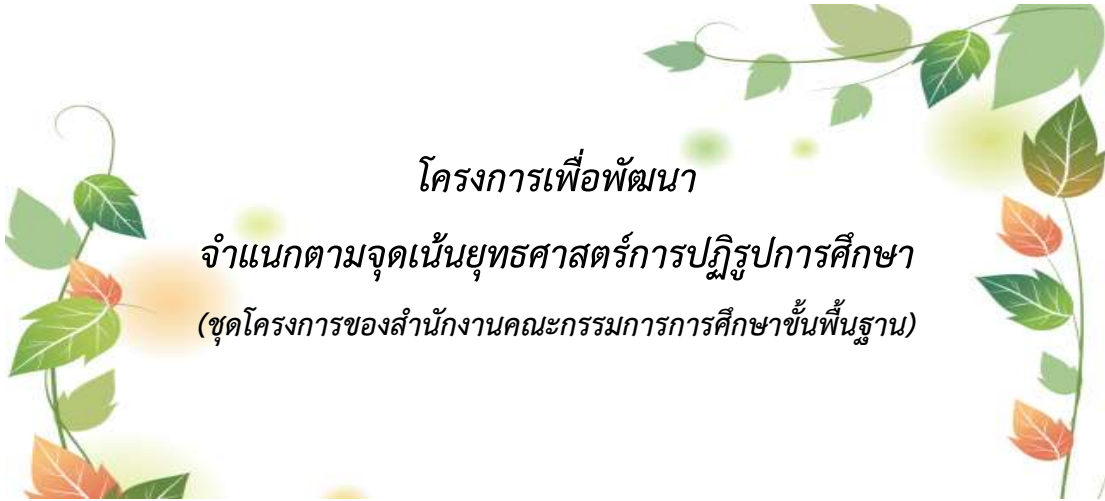 โครงการเพื่อพัฒนา
จำแนกตามจุดเน้นยุทธศาสตร์การปฏิรูปการศึกษา
(ชุดโครงการของสำนักงานคณะกรรมการการศึกษาขั้นพื้นฐาน)